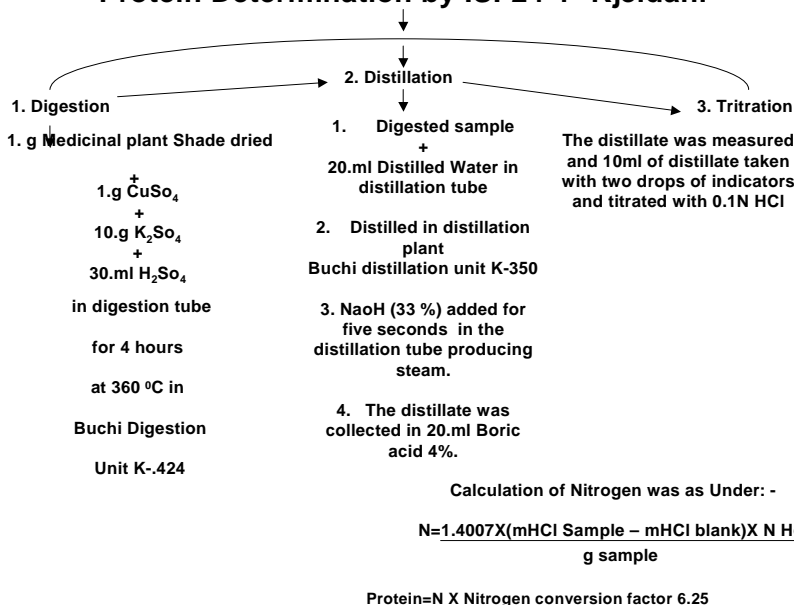 Protein Determination by
2. Distillation
1. Digestion
3. Tritration
1. g Medicinal plant Shade dried
+
1.g CuSo₄
+
10.g K₂So₄
+
30.ml H₂So₄
in digestion tube
for 4 hours
at 360 ⁰C in
Buchi Digestion
Unit K-.424
1. Digested sample
+
20.ml Distilled Water in
distillation tube
2. Distilled in distillation
plant
Buchi distillation unit K-350
3. NaoH (33 %) added for
five seconds in the
distillation tube producing
steam.
4. The distillate was
collected in 20.ml Boric
acid 4%.
The distillate was measured
and 10ml of distillate taken
with two drops of indicators
and titrated with 0.1N HCl
Calculation of Nitrogen was as Under: -
N=1.4007X(mHCl Sample – mHCl blank)X N
g sample
Protein=N X Nitrogen conversion factor 6.25